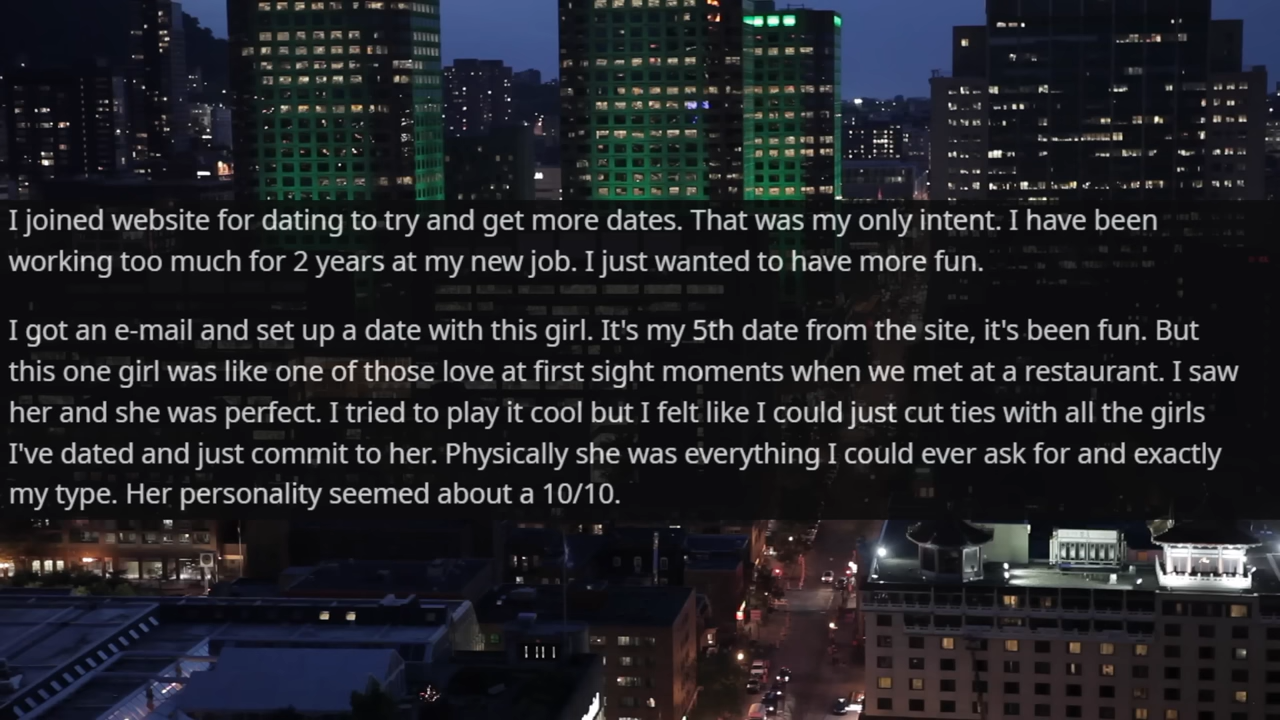 I joined website for dating to try and get more dates. That was my only intent. I have been
working too much for 2 years at my new job. I just wanted to have more fun.
I got an e-mail and set up a date with this girl. It's my 5th date from the site, it's been fun. But
this one girl was like one of those love at first sight moments when we met at a restaurant. I saw
her and she was perfect. I tried to play it cool but I felt like I could just cut ties with all the girls
I've dated and just commit to her. Physically she was everything I could ever ask for and exactly
my type. Her personality seemed about a 10/10.